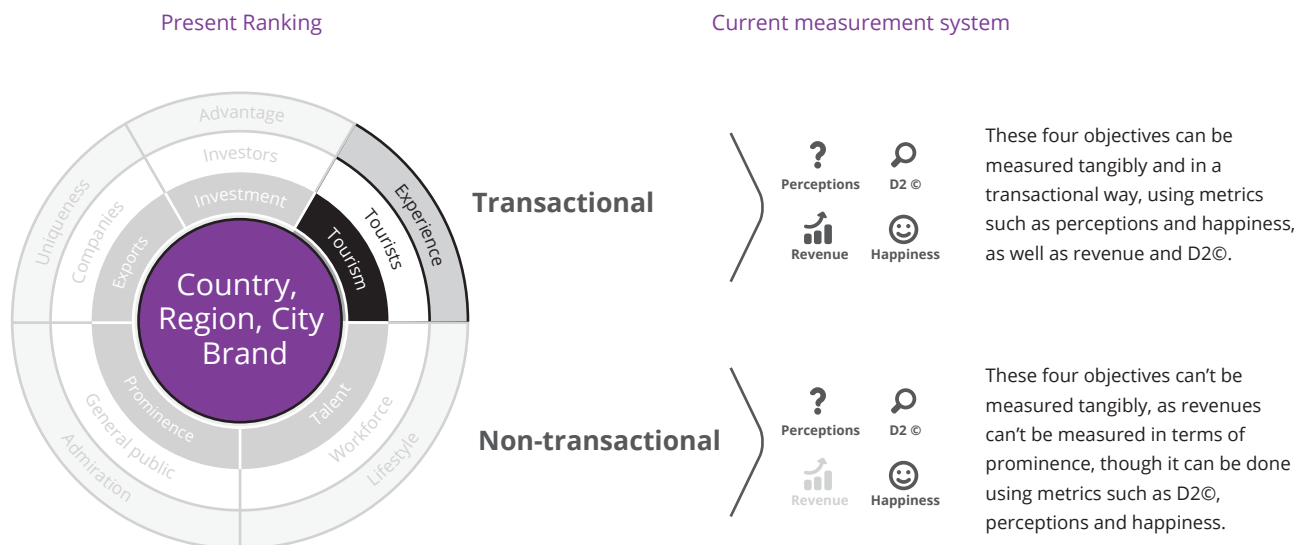 Present Ranking
Current measurement system
Advantage
Investors
Investment
Uniqueness
Companies
Exports
Experience
Tourists
Tourism
Country,
Region, City
Brand
Prominence
General public
Admiration
Talent
Workforce
Lifestyle
Transactional
? 
Perceptions
D2 ©
Revenue
Happiness
These four objectives can be
measured tangibly and in a
transactional way, using metrics
such as perceptions and happiness,
as well as revenue and D2©.
Non-transactional
?
Perceptions
D2 ©
Revenue
Happiness
These four objectives can’t be
measured tangibly, as revenues
can’t be measured in terms of
prominence, though it can be done
using metrics such as D2©,
perceptions and happiness.